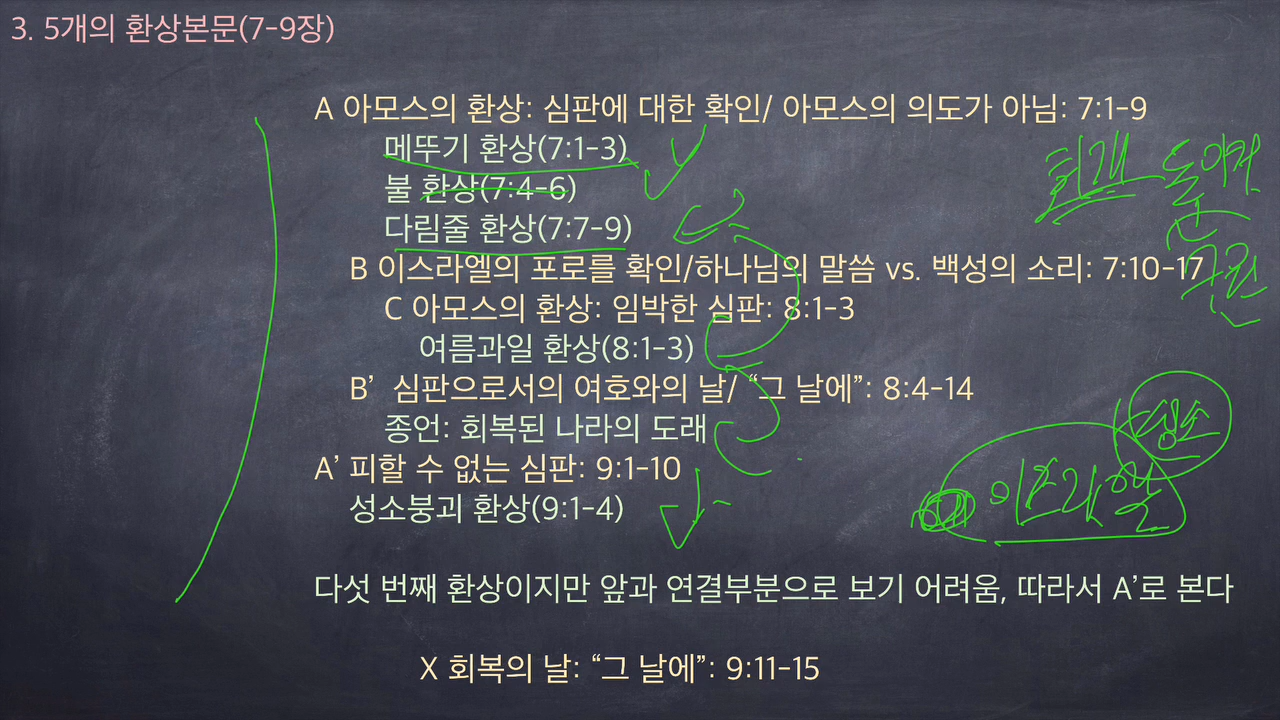 3. 5개의 환상본문(7-9장)
A 아모스의 환상: 심판에 대한 확인/ 아모스의 의도가 아님: 7:1-9
메뚜기 환상(7:1-3)
불 환상(7:4-6)
다림줄 환상(7:7-9)
B 이스라엘의 포로를 확인/하나님의 말씀 vs. 백성의 소리: 7:10-17
C 아모스의 환상: 임박한 심판: 8:1-3
여름과일 환상(8:1-3)
B’ 심판으로서의 여호와의 날/ “그 날에”: 8:4-14
종언: 회복된 나라의 도래
A’ 피할 수 없는 심판: 9:1-10
성소붕괴 환상(9:1-4)
다섯 번째 환상이지만 앞과 연결부분으로 보기 어려움, 따라서 A’로 본다
X 회복의 날: “그 날에”: 9:11-15
회개
이스라엘